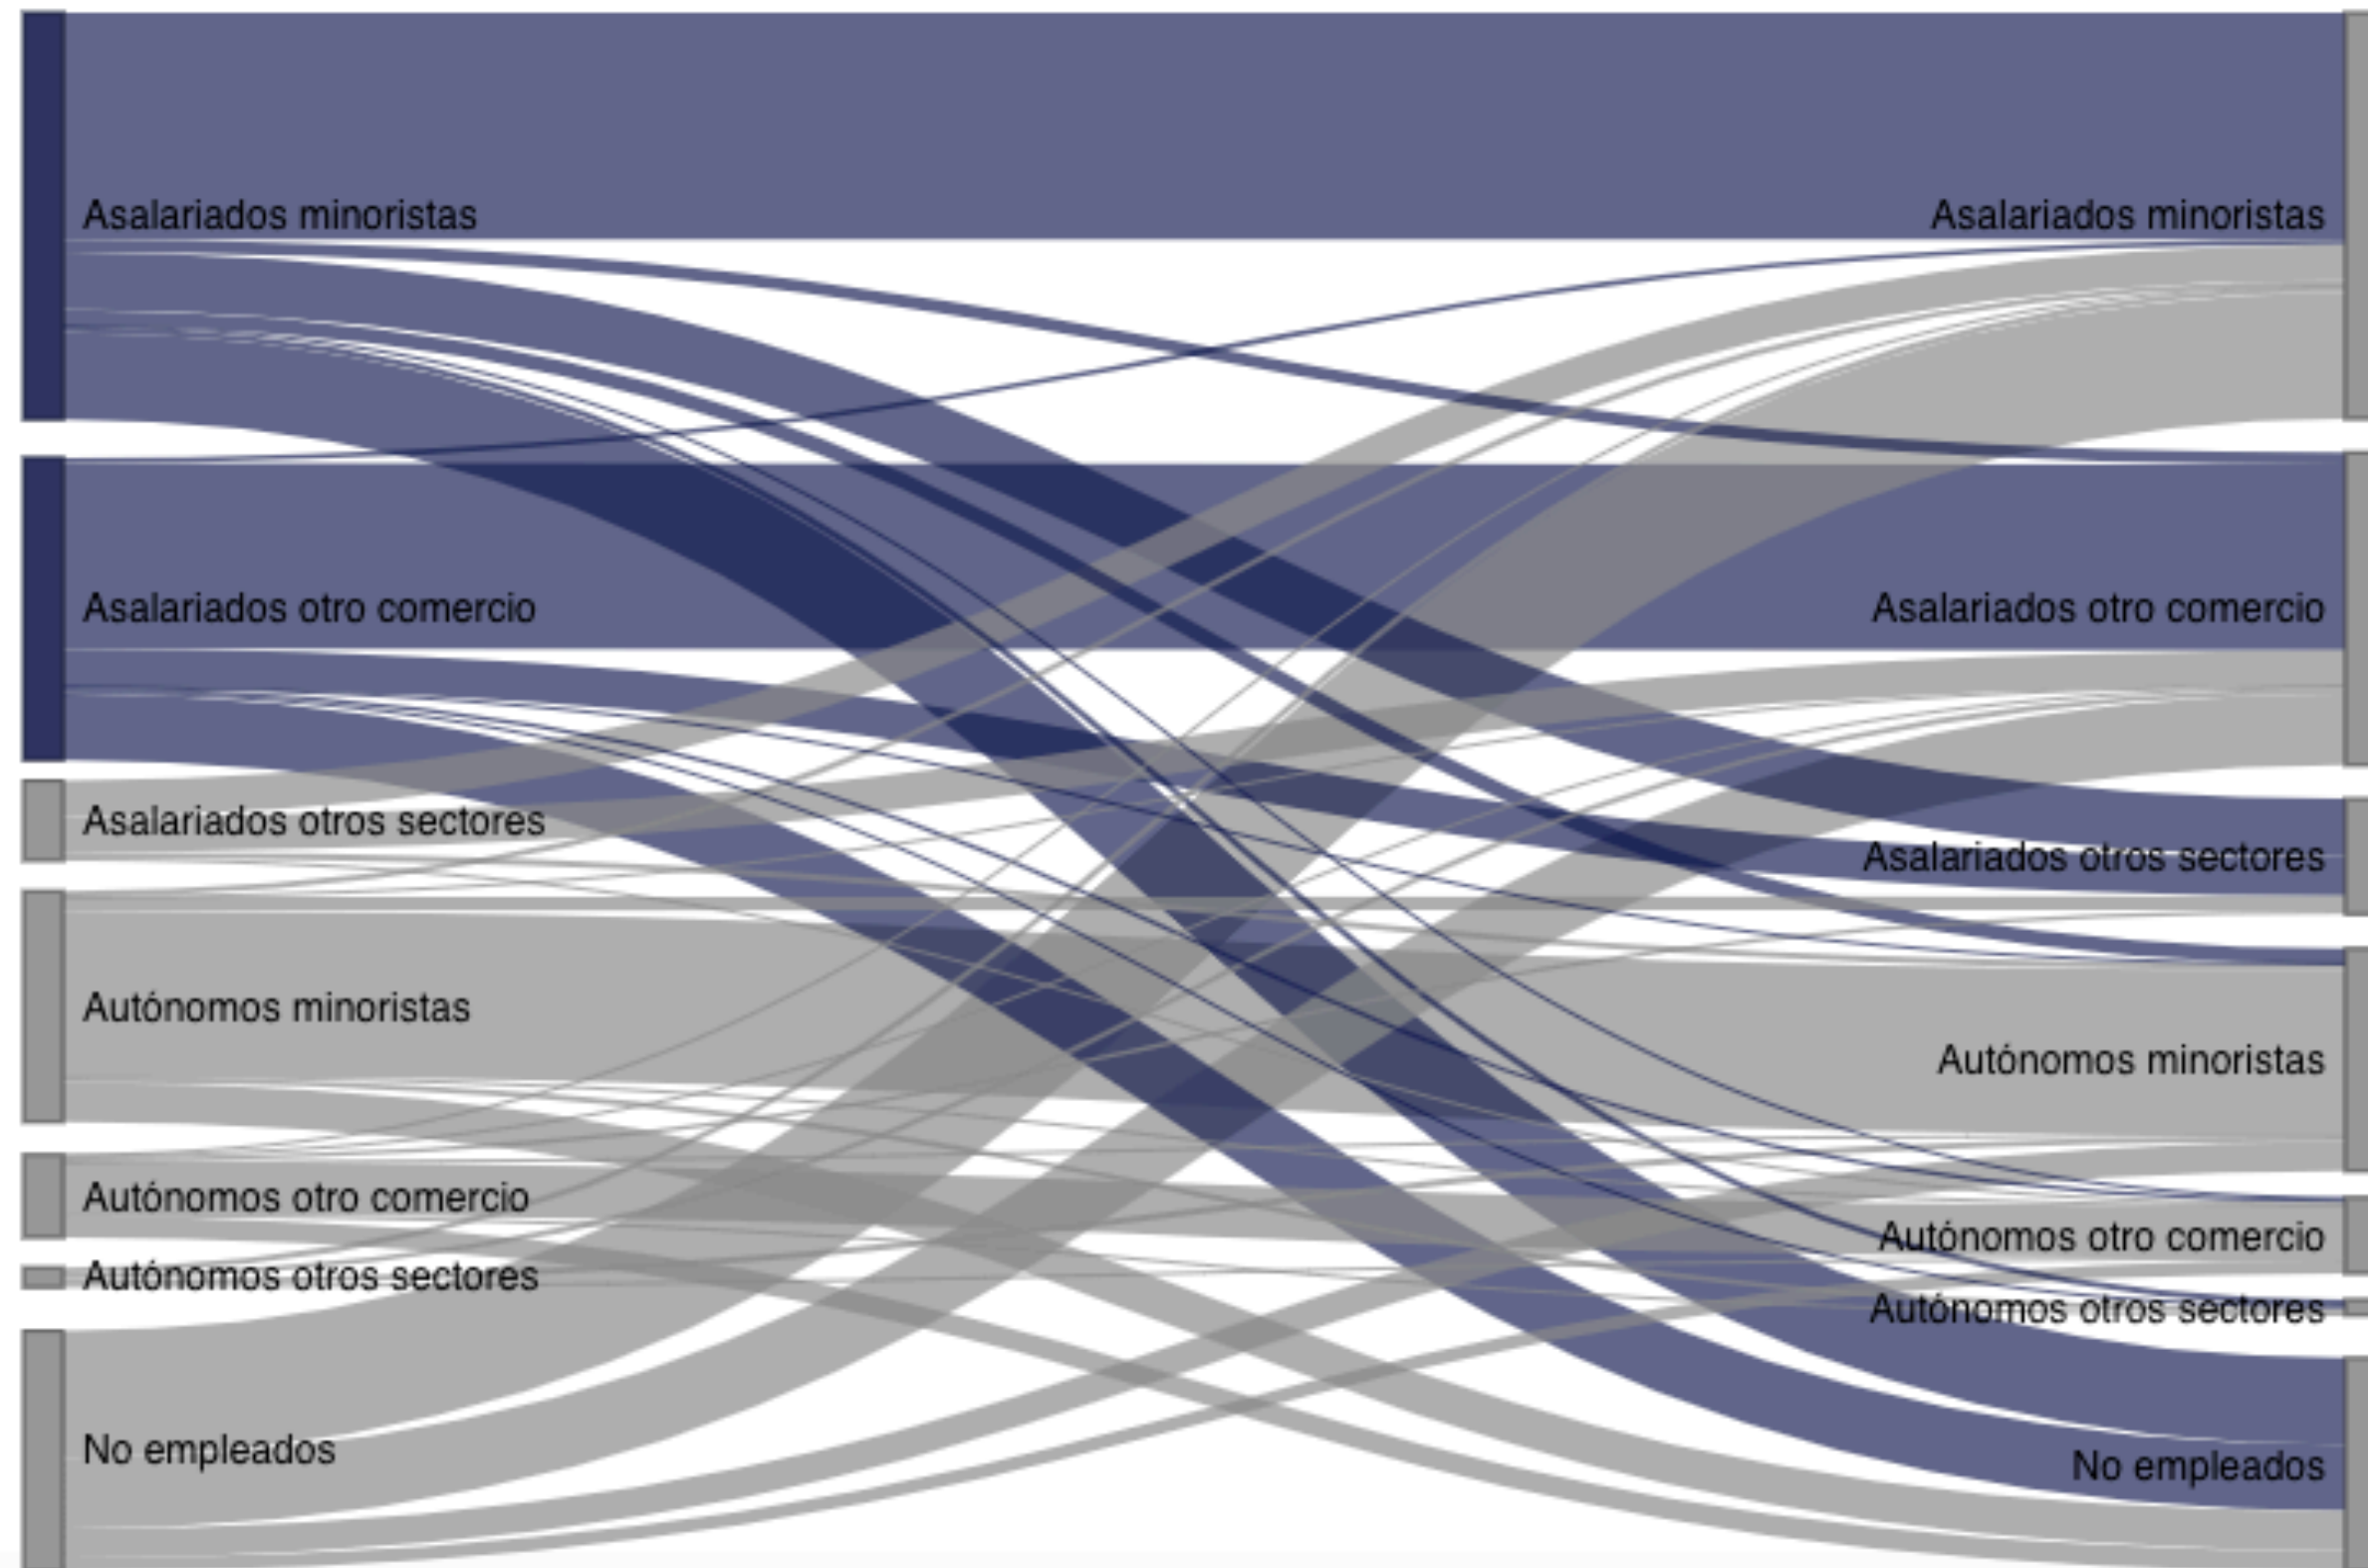 Asalariados minoristas
Asalariados minoristas
Asalariados otro comercio
Asalariados otro comercio
Asalariados otros sectores
Asalariados otros sectores
Autónomos minoristas
Autónomos minoristas
Autónomos otro comercio
Autónomos otro comercio
Autónomos otros sectores
Autónomos otros sectores
No empleados
No empleados